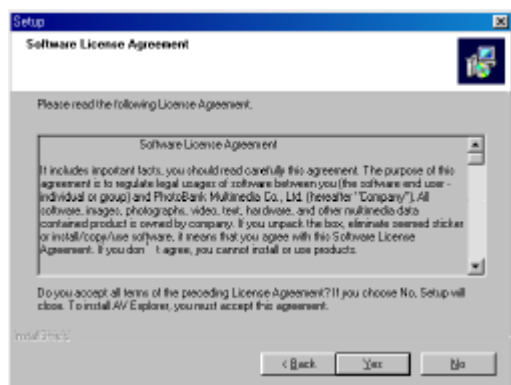 Setup
Software License Agreement
Please read the following License Agreement.
Software License Agreement
It includes important facts, you should read carefully this agreement. The purpose of this
agreement is to regulate legal usages of software between you (the software end user -
individual or group) and PhotoBank Multimedia Co., Ltd. (hereafter "Company"). All
software, images, photographs, video, text, hardware, and other multimedia data
contained product is owned by company. If you unpack the box, eliminate seemed sticker
or install/copy/use software, it means that you agree with this Software License
Agreement. If you don't agree, you cannot install or use products.
Do you accept all terms of the preceding License Agreement? If you choose No, Setup will
close. To install AV Explorer, you must accept this agreement.
InstallShield
< Back Yes No